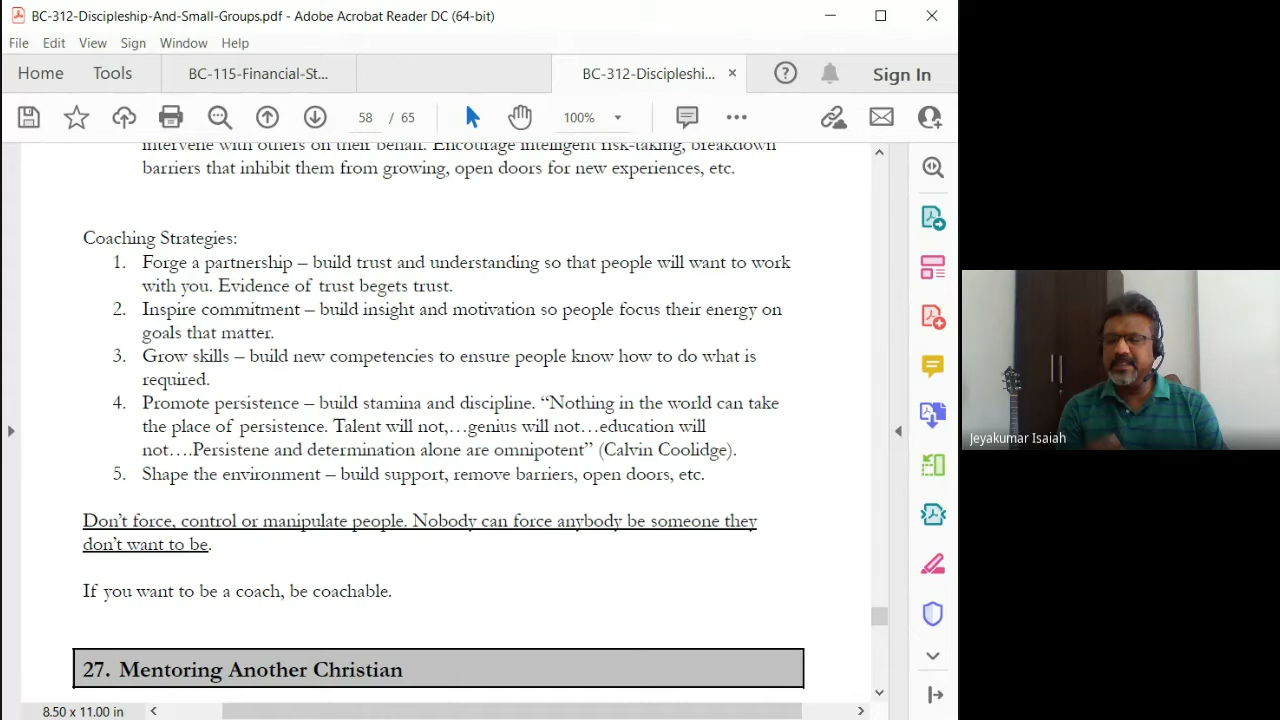 BC-312-Discipleship-And-Small-Groups.pdf - Adobe Acrobat Reader DC (64-bit)
File Edit View Sign Window Help
Home Tools BC-115-Financial-St... BC-312-Discipleshi... × Sign In
58 / 65 100%
intervene with others on their behalf. Encourage intelligent risk-taking, breakdown
barriers that inhibit them from growing, open doors for new experiences, etc.
Coaching Strategies:
1. Forge a partnership – build trust and understanding so that people will want to work
with you. Evidence of trust begets trust.
2. Inspire commitment – build insight and motivation so people focus their energy on
goals that matter.
3. Grow skills – build new competencies to ensure people know how to do what is
required.
4. Promote persistence – build stamina and discipline. “Nothing in the world can take
the place of persistence. Talent will not,…genius will not…education will
not….Persistene and determination alone are omnipotent” (Calvin Coolidge).
5. Shape the environment – build support, remove barriers, open doors, etc.
Don’t force, control or manipulate people. Nobody can force anybody be someone they
don’t want to be.
If you want to be a coach, be coachable.
27. Mentoring Another Christian
8.50 x 11.00 in
Jeyakumar Isaiah